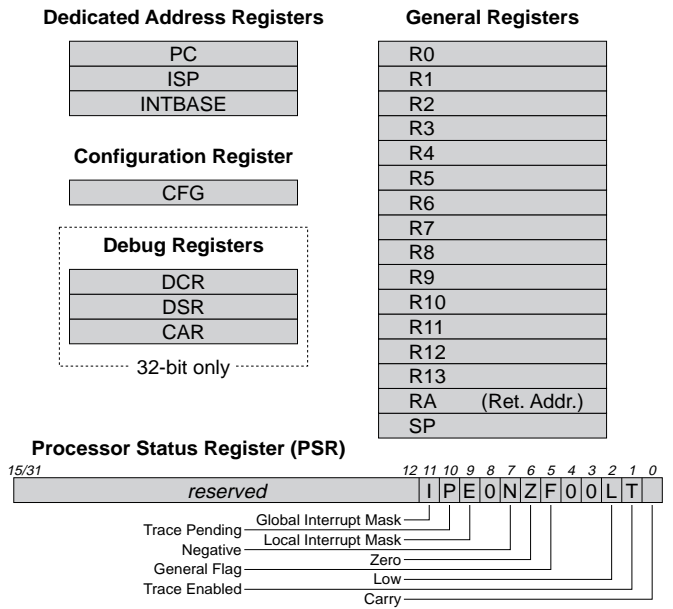 Dedicated Address Registers
PC
ISP
INTBASE
Configuration Register
CFG
Debug Registers
DCR
DSR
CAR
32-bit only
General Registers
R0
R1
R2
R3
R4
R5
R6
R7
R8
R9
R10
R11
R12
R13
RA (Ret. Addr.)
SP
Processor Status Register (PSR)
15/31 12 11 10 9 8 7 6 5 4 3 2 1 0
reserved I P E 0 N Z F 0 0 L T
Global Interrupt Mask
Trace Pending
Local Interrupt Mask
Negative
Zero
General Flag
Low
Trace Enabled
Carry